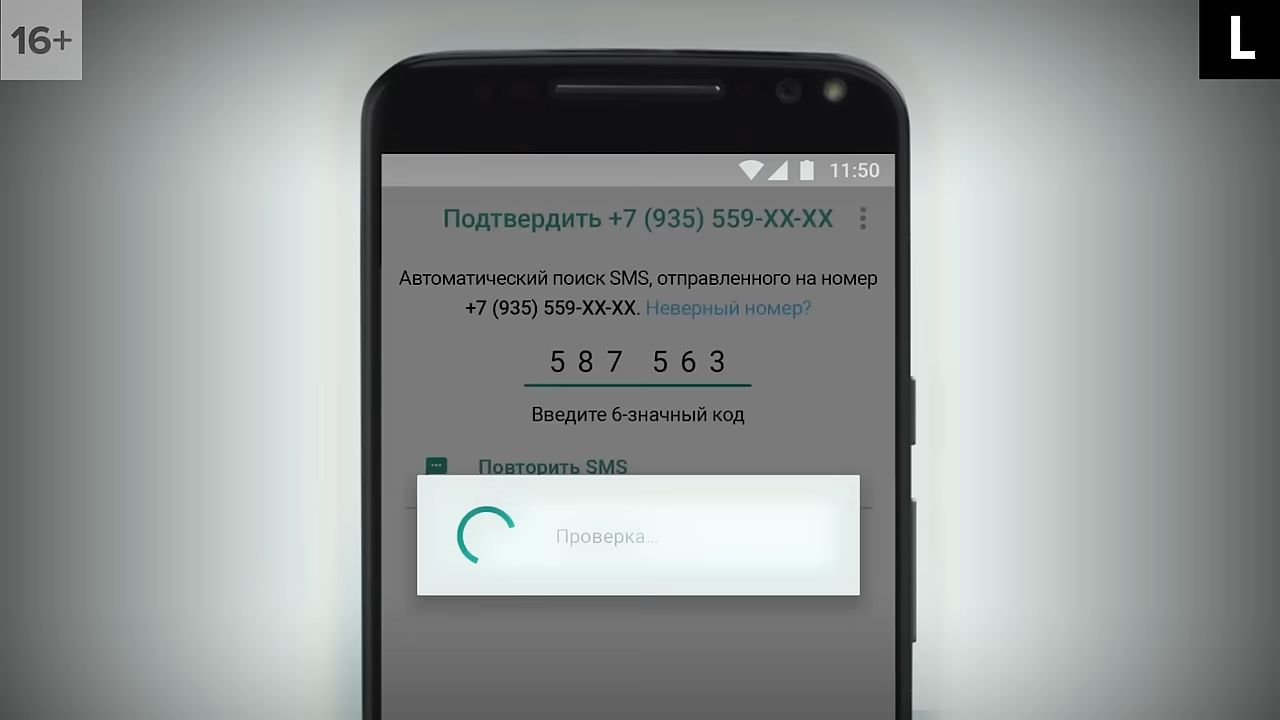 16+
L
11:50
Подтвердить +7 (935) 559-XX-XX
Автоматический поиск SMS, отправленного на номер
+7 (935) 559-XX-XX. Неверный номер?
587 563
Введите 6-значный код
Повторить SMS
Проверка...